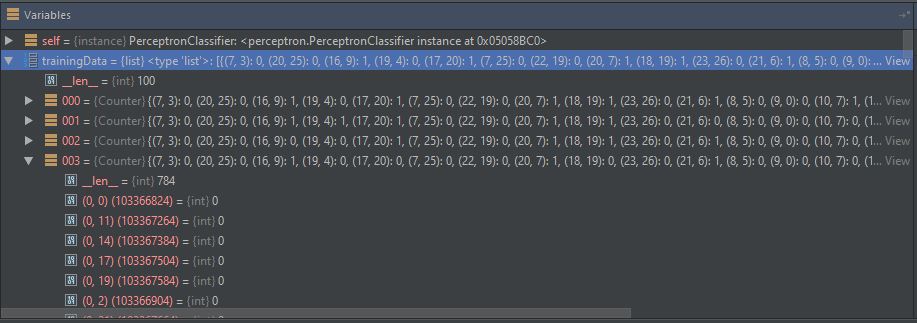 Variables
self = {instance} PerceptronClassifier: <perceptron.PerceptronClassifier instance at 0x05058BC0>
trainingData = {list} <type 'list'>: [{(7, 3): 0, (20, 25): 0, (16, 9): 1, (19, 4): 0, (17, 20): 1, (7, 25): 0, (22, 19): 0, (20, 7): 1, (18, 19): 1, (23, 26): 0, (21, 6): 1, (8, 5): 0, (9, 0):... View
__len__ = {int} 100
000 = {Counter} {(7, 3): 0, (20, 25): 0, (16, 9): 1, (19, 4): 0, (17, 20): 1, (7, 25): 0, (22, 19): 0, (20, 7): 1, (18, 19): 1, (23, 26): 0, (21, 6): 1, (8, 5): 0, (9, 0): 0, (10, 7): 1, (1... View
001 = {Counter} {(7, 3): 0, (20, 25): 0, (16, 9): 1, (19, 4): 1, (17, 20): 0, (7, 25): 0, (22, 19): 0, (20, 7): 1, (18, 19): 0, (23, 26): 0, (21, 6): 1, (8, 5): 0, (9, 0): 0, (10, 7): 0, (1... View
002 = {Counter} {(7, 3): 0, (20, 25): 0, (16, 9): 1, (19, 4): 0, (17, 20): 1, (7, 25): 0, (22, 19): 0, (20, 7): 0, (18, 19): 1, (23, 26): 0, (21, 6): 0, (8, 5): 0, (9, 0): 0, (10, 7): 0, (1... View
003 = {Counter} {(7, 3): 0, (20, 25): 0, (16, 9): 1, (19, 4): 0, (17, 20): 0, (7, 25): 0, (22, 19): 0, (20, 7): 1, (18, 19): 0, (23, 26): 0, (21, 6): 1, (8, 5): 0, (9, 0): 0, (10, 7): 0, (1... View
__len__ = {int} 784
(0, 0) (103366824) = {int} 0
(0, 11) (103367264) = {int} 0
(0, 14) (103367384) = {int} 0
(0, 17) (103367504) = {int} 0
(0, 19) (103367584) = {int} 0
(0, 2) (103366904) = {int} 0